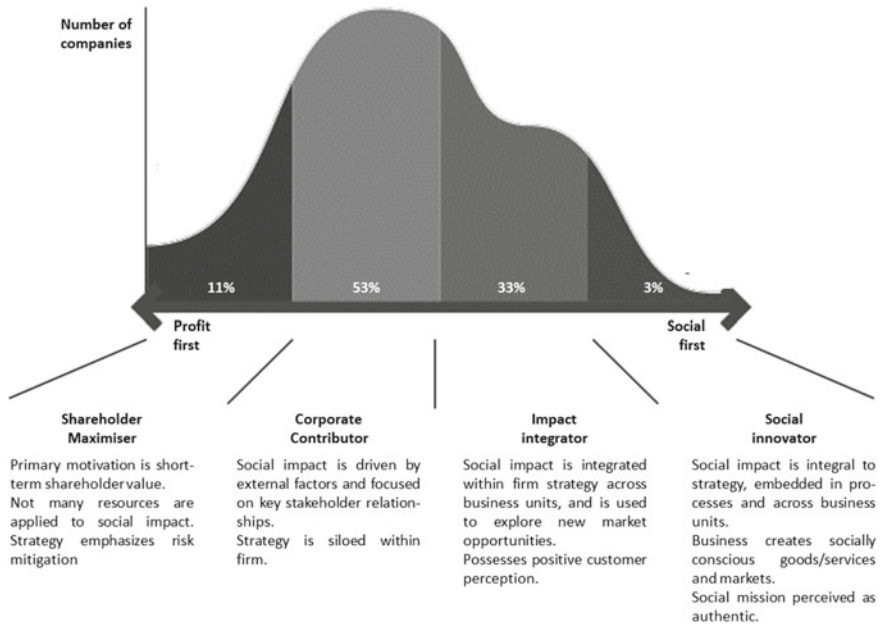 Number of
companies
11%
53%
33%
3%
Profit
first
Social
first
Shareholder
Maximiser
Primary motivation is short-
term shareholder value.
Not many resources are
applied to social impact.
Strategy emphasizes risk
mitigation
Corporate
Contributor
Social impact is driven by
external factors and focused
on key stakeholder relation-
ships.
Strategy is siloed within
firm.
Impact
integrator
Social impact is integrated
within firm strategy across
business units, and is used
to explore new market
opportunities.
Possesses positive customer
perception.
Social
innovator
Social impact is integral to
strategy, embedded in pro-
cesses and across business
units.
Business creates socially
conscious goods/services
and markets.
Social mission perceived as
authentic.